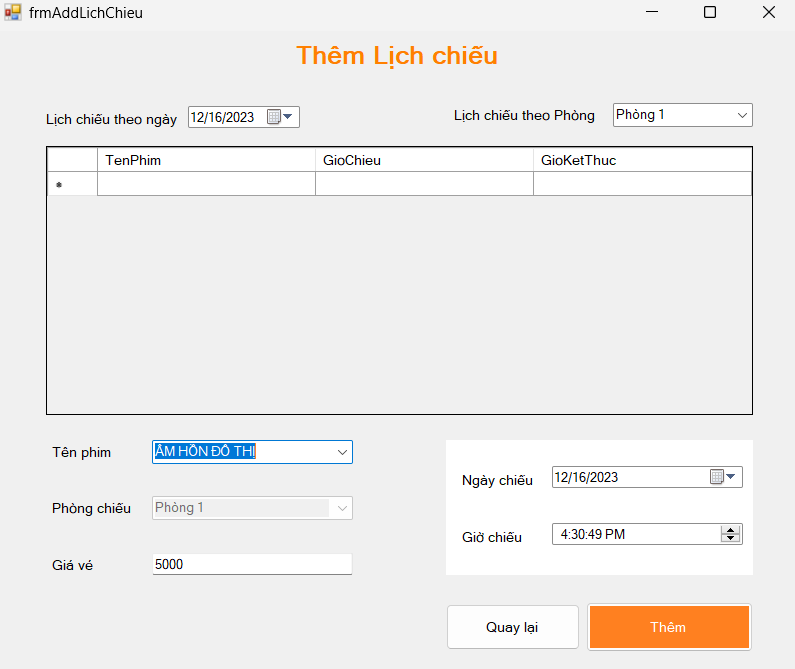 frmAddLichChieu
Thêm Lịch chiếu
Lịch chiếu theo ngày 12/16/2023 Lịch chiếu theo Phòng Phòng 1
TenPhim GioChieu GioKetThuc
Tên phim ÂM HỒN ĐÔ THỊ
Ngày chiếu 12/16/2023
Phòng chiếu Phòng 1
Giờ chiếu 4:30:49 PM
Giá vé 5000
Quay lại Thêm